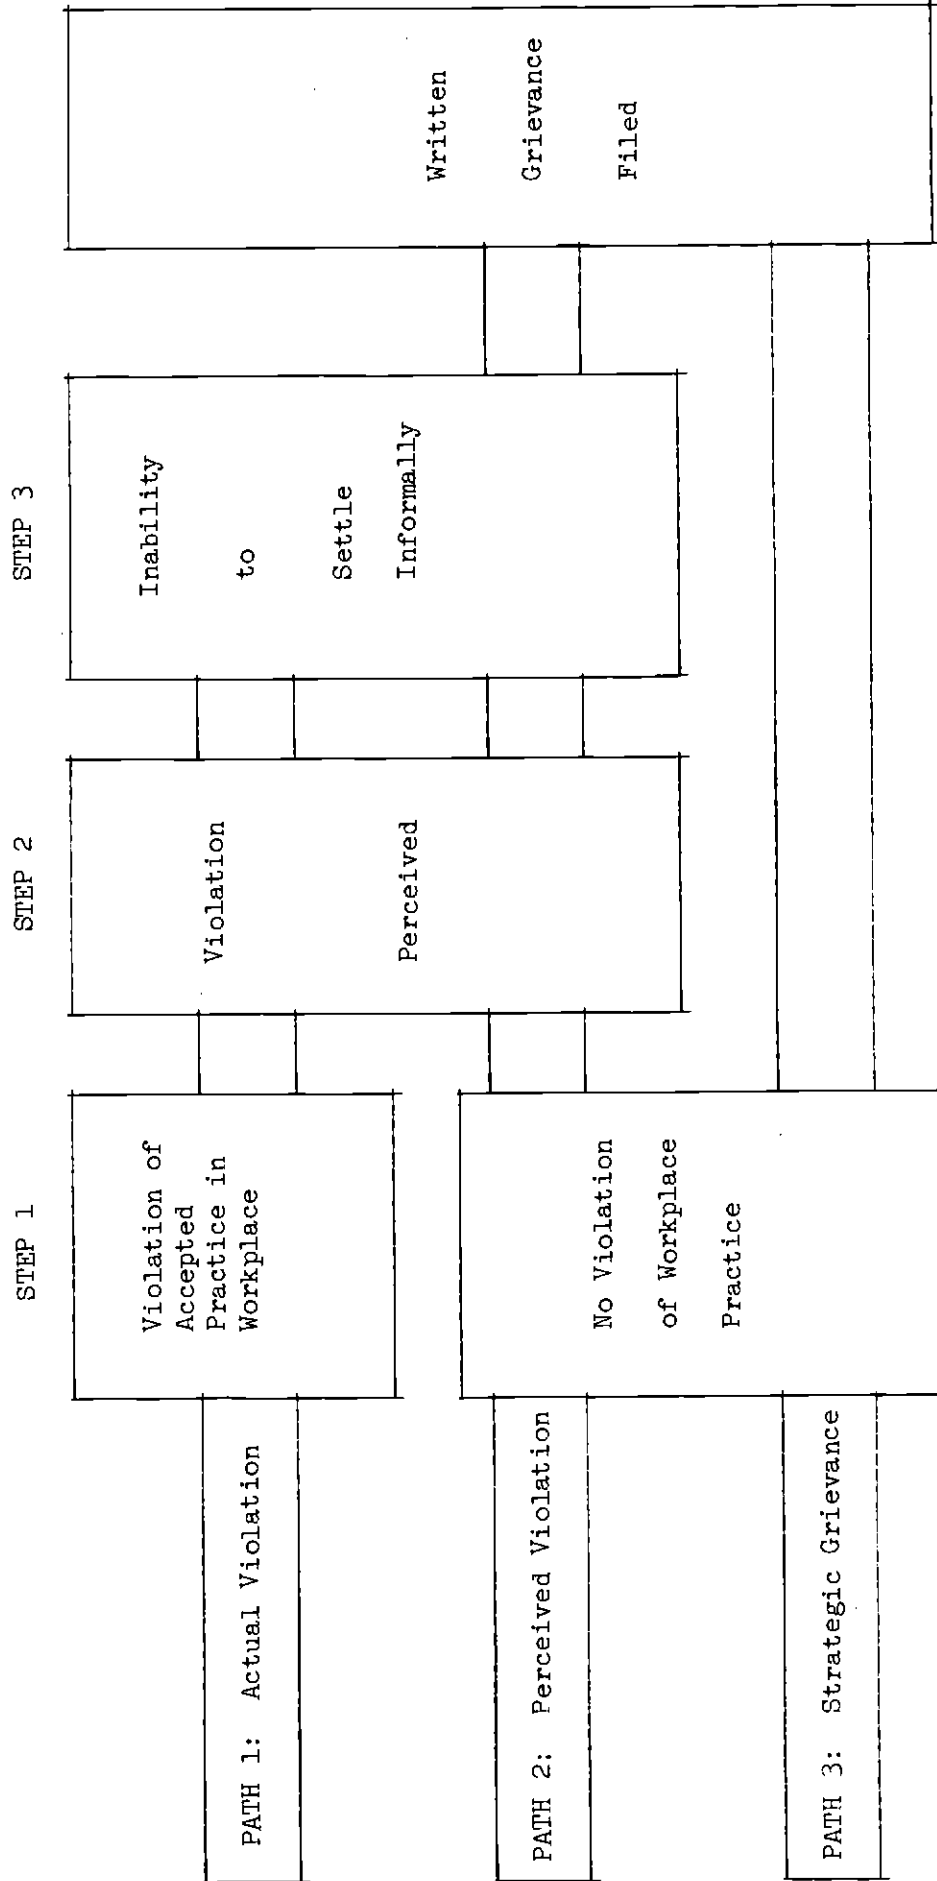 STEP 1
STEP 2
STEP 3
PATH 1: Actual Violation
Violation of
Accepted
Practice in
Workplace
Violation
Perceived
Inability
to
Settle
Informally
Written
Grievance
Filed
PATH 2: Perceived Violation
No Violation
of Workplace
Practice
PATH 3: Strategic Grievance